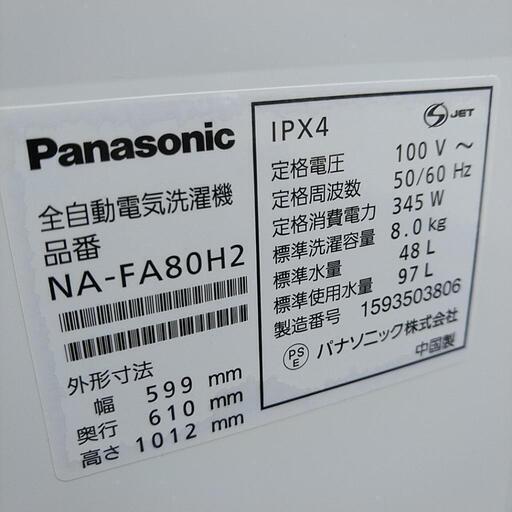 Panasonic
全自動電気洗濯機
品番
NA-FA80H2
外形寸法
幅 599 mm
奥行 610 mm
高さ 1012 mm
IPX4
S JET
定格電圧 100 V ～
定格周波数 50/60 Hz
定格消費電力 345 W
標準洗濯容量 8.0 kg
標準水量 48 L
標準使用水量 97 L
製造番号 1593503806
PSE パナソニック株式会社
中国製